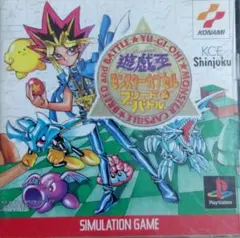 KONAMI
KCE
Shinjuku
★YU-GI-OH!★MONSTER CAPSULE★BREED and BATTLE
遊戯王
モンスターカプセル
ブリード&バトル
PlayStation
SIMULATION GAME